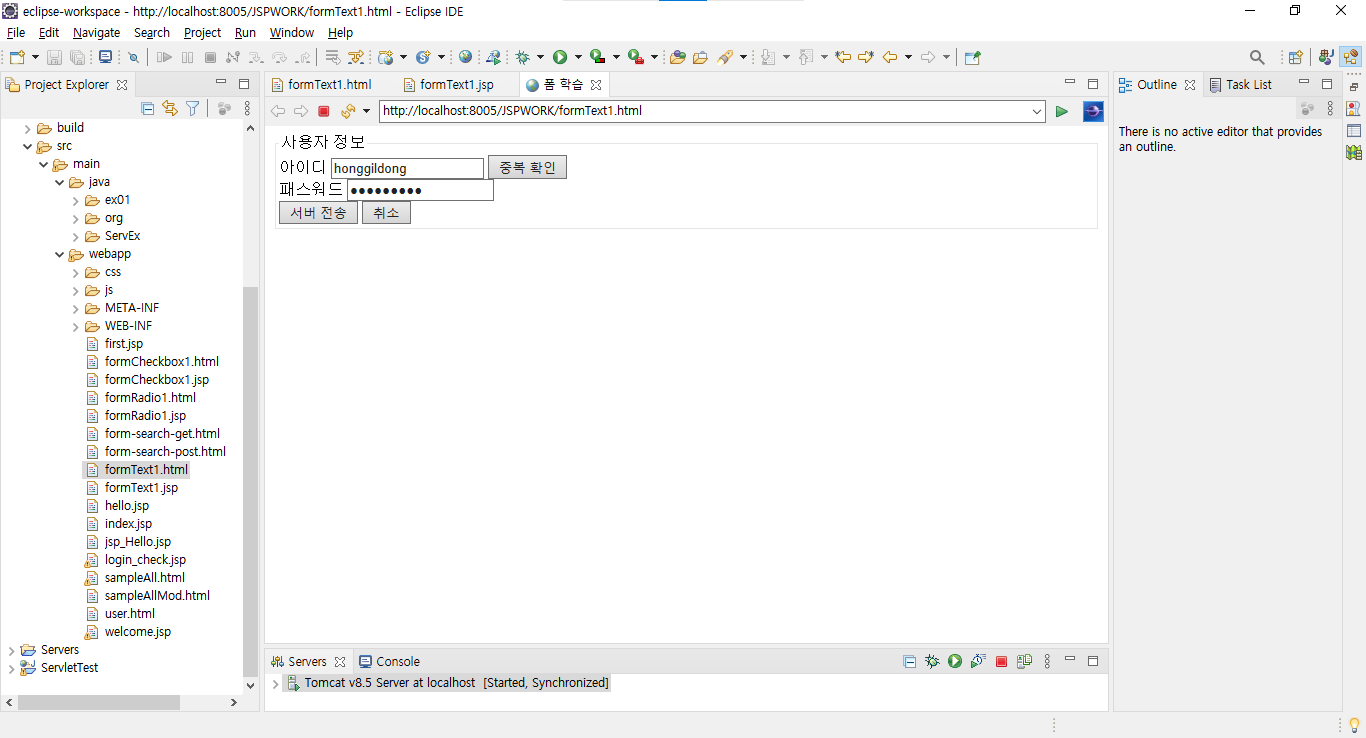 eclipse-workspace - http://localhost:8005/JSPWORK/formText1.html - Eclipse IDE
File Edit Navigate Search Project Run Window Help
Project Explorer
build
src
main
java
ex01
org
ServEx
webapp
css
js
META-INF
WEB-INF
first.jsp
formCheckbox1.html
formCheckbox1.jsp
formRadio1.html
formRadio1.jsp
form-search-get.html
form-search-post.html
formText1.html
formText1.jsp
hello.jsp
index.jsp
jsp_Hello.jsp
login_check.jsp
sampleAll.html
sampleAllMod.html
user.html
welcome.jsp
Servers
ServletTest
formText1.html formText1.jsp 폼 학습
http://localhost:8005/JSPWORK/formText1.html
사용자 정보
아이디 honggildong 중복 확인
패스워드 ●●●●●●●●●
서버 전송 취소
Servers Console
Tomcat v8.5 Server at localhost [Started, Synchronized]
Outline Task List
There is no active editor that provides
an outline.